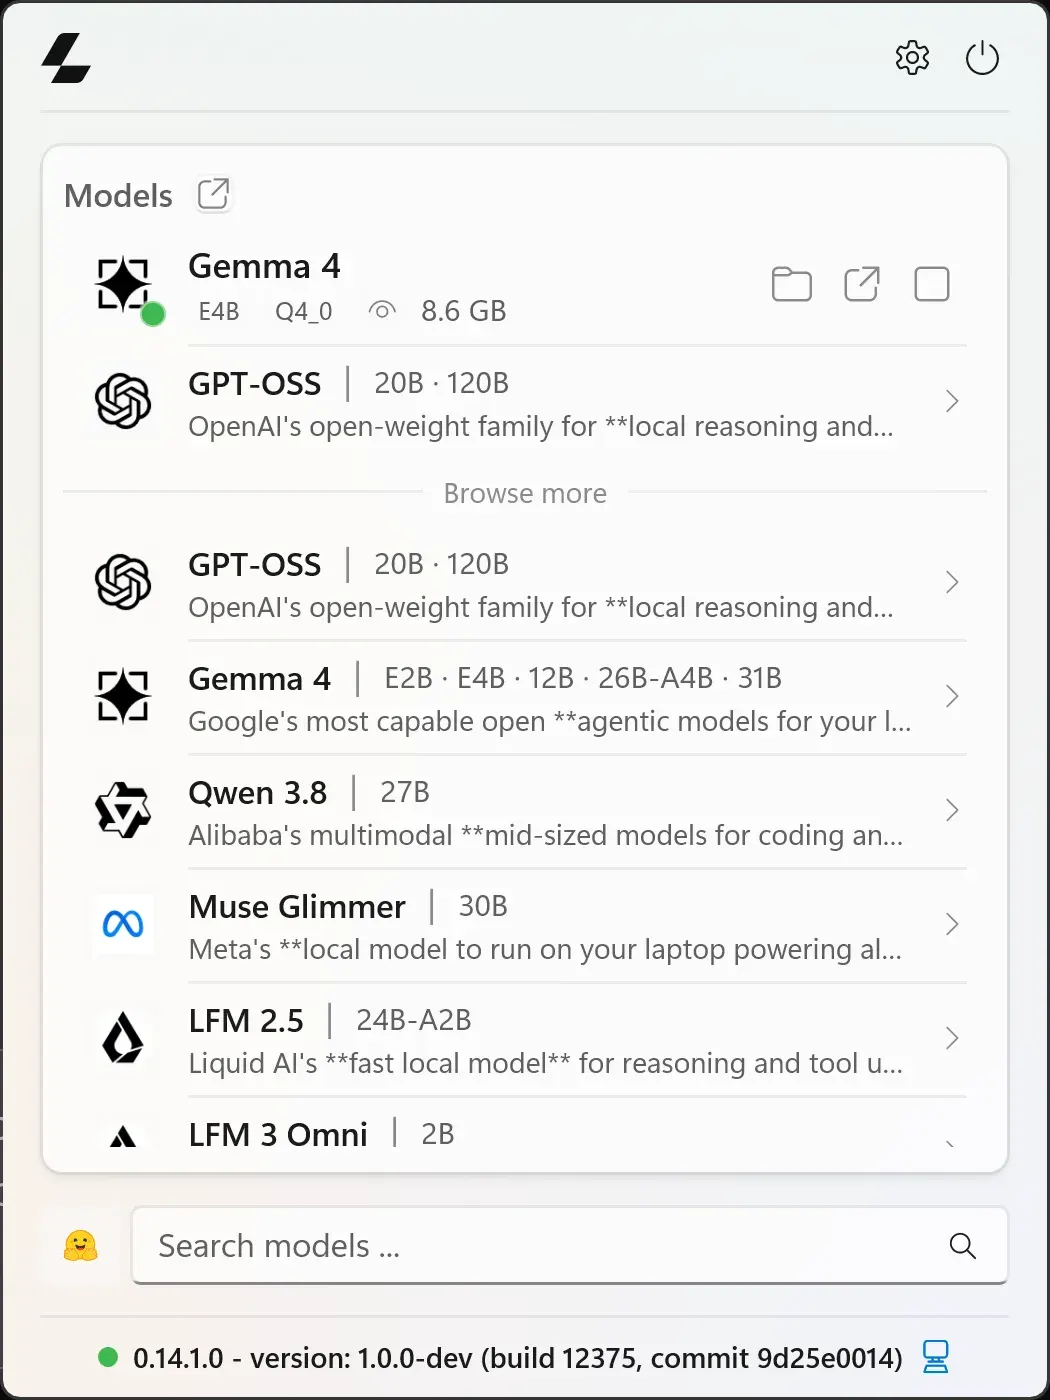 Models
Gemma 4
E4B Q4_0 8.6 GB
GPT-OSS | 20B · 120B
OpenAI's open-weight family for **local reasoning and...
Browse more
GPT-OSS | 20B · 120B
OpenAI's open-weight family for **local reasoning and...
Gemma 4 | E2B · E4B · 12B · 26B-A4B · 31B
Google's most capable open **agentic models for your l...
Qwen 3.8 | 27B
Alibaba's multimodal **mid-sized models for coding an...
Muse Glimmer | 30B
Meta's **local model to run on your laptop powering al...
LFM 2.5 | 24B-A2B
Liquid AI's **fast local model** for reasoning and tool u...
LFM 3 Omni | 2B
Search models ...
0.14.1.0 - version: 1.0.0-dev (build 12375, commit 9d25e0014)